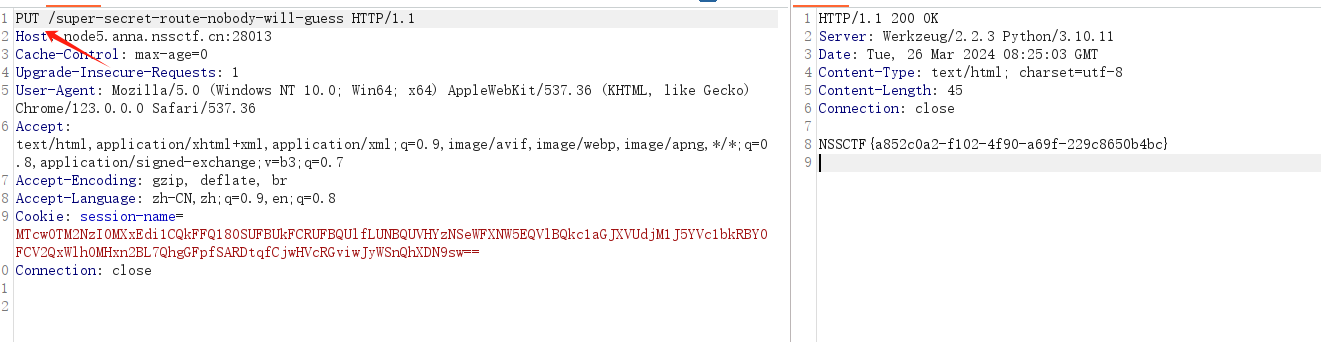 1 PUT /super-secret-route-nobody-will-guess HTTP/1.1
2 Host: node5.anna.nssctf.cn:28013
3 Cache-Control: max-age=0
4 Upgrade-Insecure-Requests: 1
5 User-Agent: Mozilla/5.0 (Windows NT 10.0; Win64; x64) AppleWebKit/537.36 (KHTML, like Gecko)
Chrome/123.0.0.0 Safari/537.36
6 Accept:
text/html,application/xhtml+xml,application/xml;q=0.9,image/avif,image/webp,image/apng,*/*;q=0
.8,application/signed-exchange;v=b3;q=0.7
7 Accept-Encoding: gzip, deflate, br
8 Accept-Language: zh-CN,zh;q=0.9,en;q=0.8
9 Cookie: session-name=
0 Connection: close
1
2
1 HTTP/1.1 200 OK
2 Server: Werkzeug/2.2.3 Python/3.10.11
3 Date: Tue, 26 Mar 2024 08:25:03 GMT
4 Content-Type: text/html; charset=utf-8
5 Content-Length: 45
6 Connection: close
7
8 NSSCTF{a852c0a2-f102-4f90-a69f-229c8650b4bc}
9